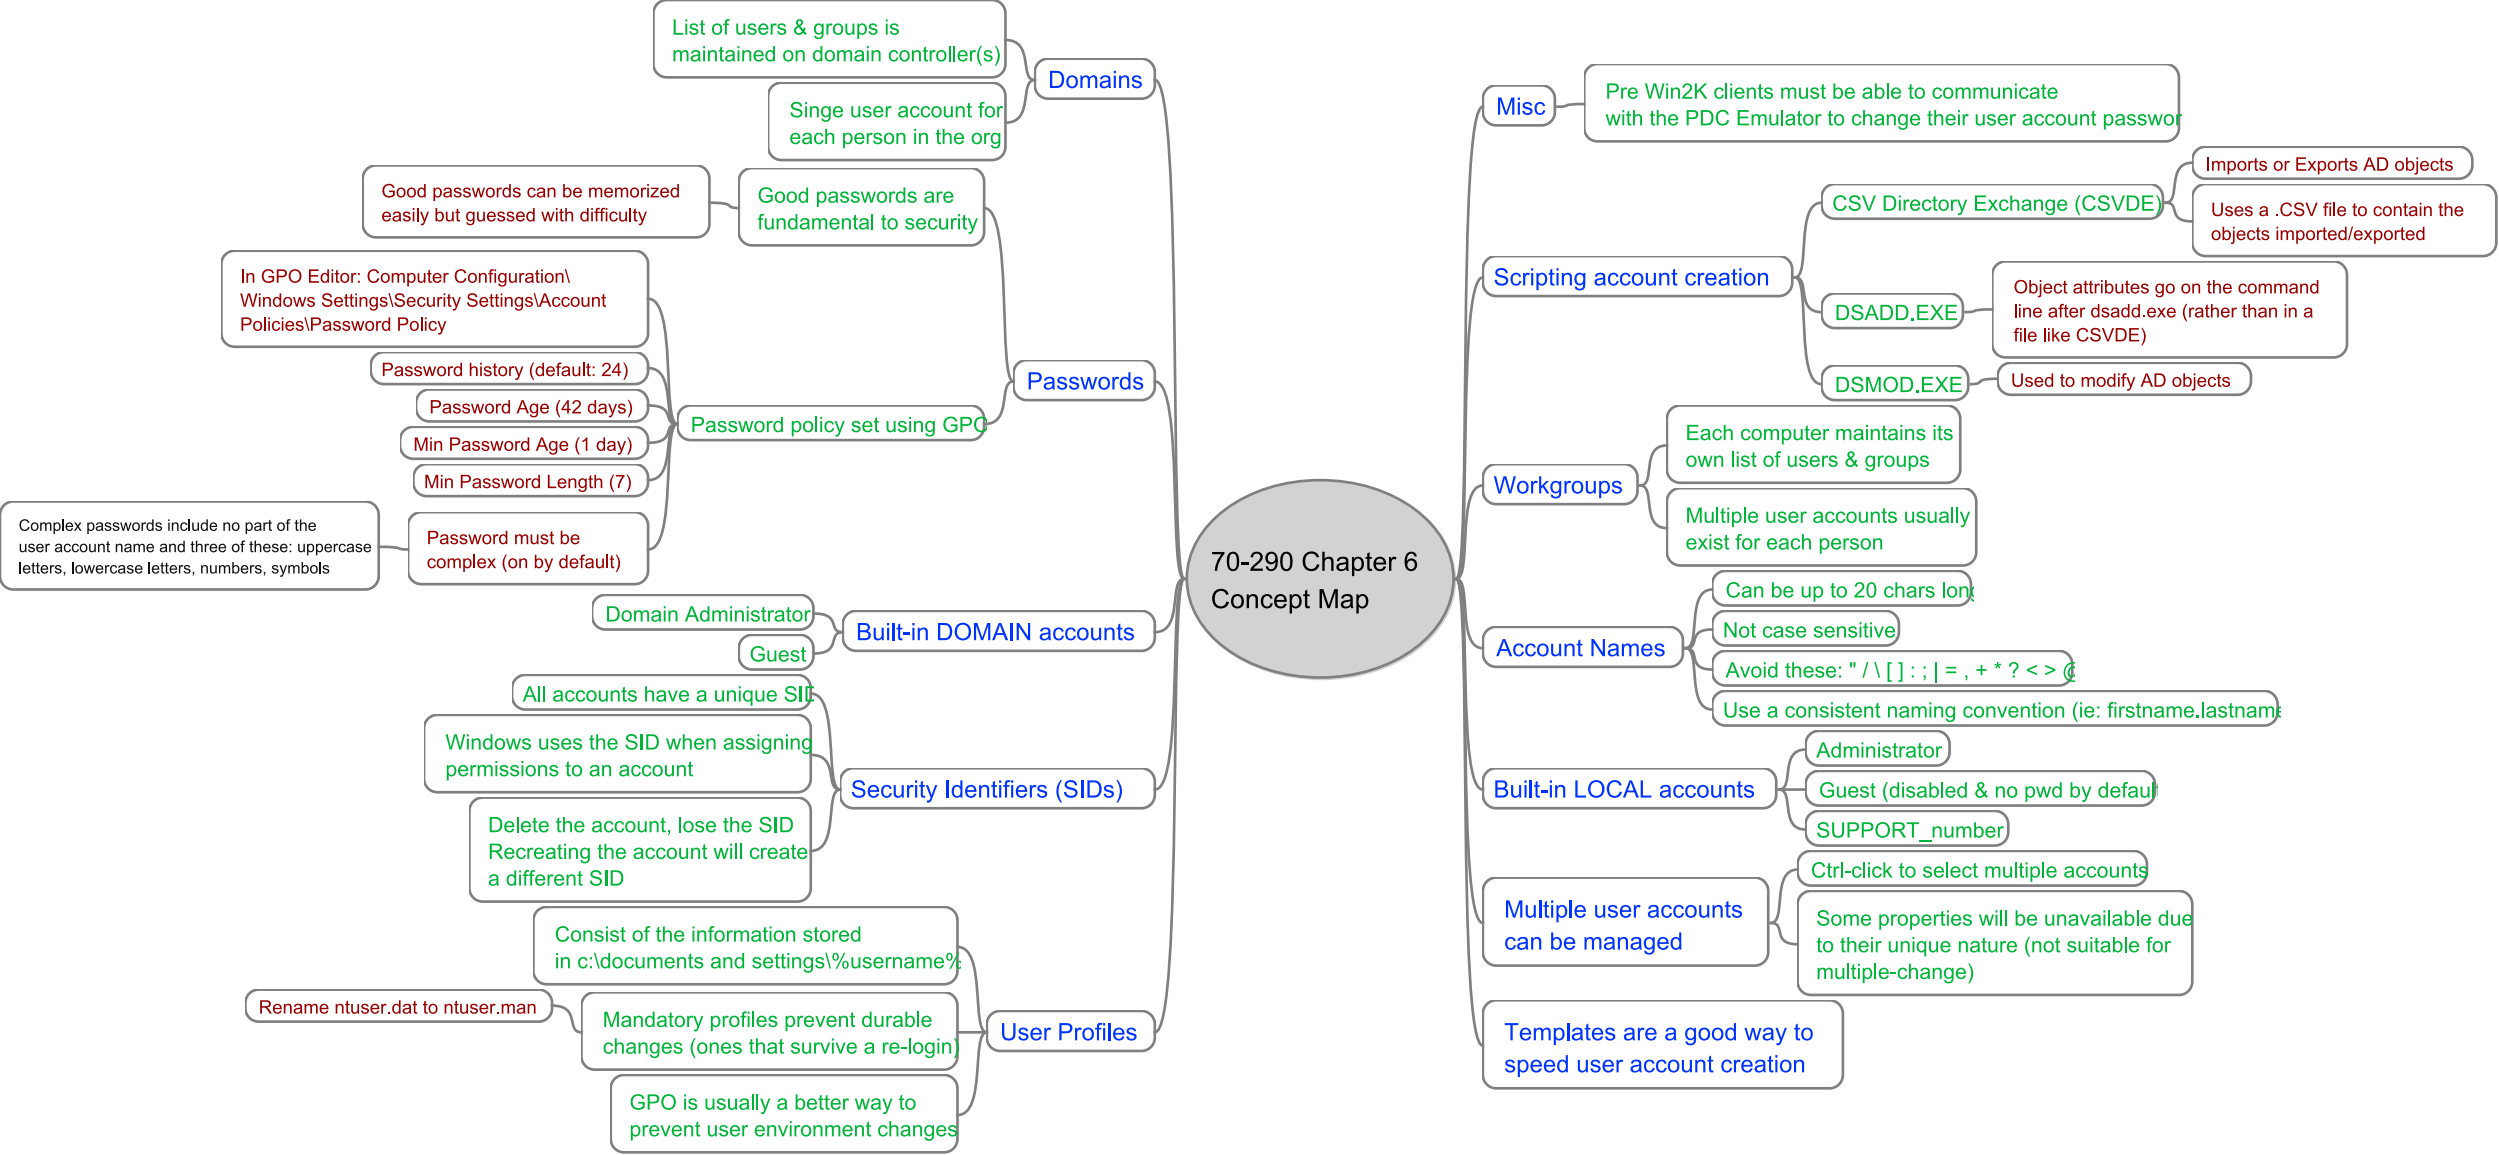 List of users & groups is
maintained on domain controller(s)
Domains
Singe user account for
each person in the org
Good passwords can be memorized
easily but guessed with difficulty
Good passwords are
fundamental to security
In GPO Editor: Computer Configuration\
Windows Settings\Security Settings\Account
Policies\Password Policy
Password history (default: 24)
Password Age (42 days)
Min Password Age (1 day)
Min Password Length (7)
Password policy set using GPO
Passwords
Complex passwords include no part of the
user account name and three of these: uppercase
letters, lowercase letters, numbers, symbols
Password must be
complex (on by default)
Domain Administrator
Guest
Built-in DOMAIN accounts
All accounts have a unique SID
Windows uses the SID when assigning
permissions to an account
Delete the account, lose the SID
Recreating the account will create
a different SID
Security Identifiers (SIDs)
Consist of the information stored
in c:\documents and settings\%username%
Rename ntuser.dat to ntuser.man
Mandatory profiles prevent durable
changes (ones that survive a re-login)
GPO is usually a better way to
prevent user environment changes
User Profiles
70-290 Chapter 6
Concept Map
Misc
Pre Win2K clients must be able to communicate
with the PDC Emulator to change their user account passwor
Scripting account creation
CSV Directory Exchange (CSVDE)
Imports or Exports AD objects
Uses a .CSV file to contain the
objects imported/exported
DSADD.EXE
Object attributes go on the command
line after dsadd.exe (rather than in a
file like CSVDE)
DSMOD.EXE
Used to modify AD objects
Workgroups
Each computer maintains its
own list of users & groups
Multiple user accounts usually
exist for each person
Account Names
Can be up to 20 chars long
Not case sensitive
Avoid these: " / \ [ ] : ; | = , + * ? < > @
Use a consistent naming convention (ie: firstname.lastname
Built-in LOCAL accounts
Administrator
Guest (disabled & no pwd by default
SUPPORT_number
Multiple user accounts
can be managed
Ctrl-click to select multiple accounts
Some properties will be unavailable due
to their unique nature (not suitable for
multiple-change)
Templates are a good way to
speed user account creation